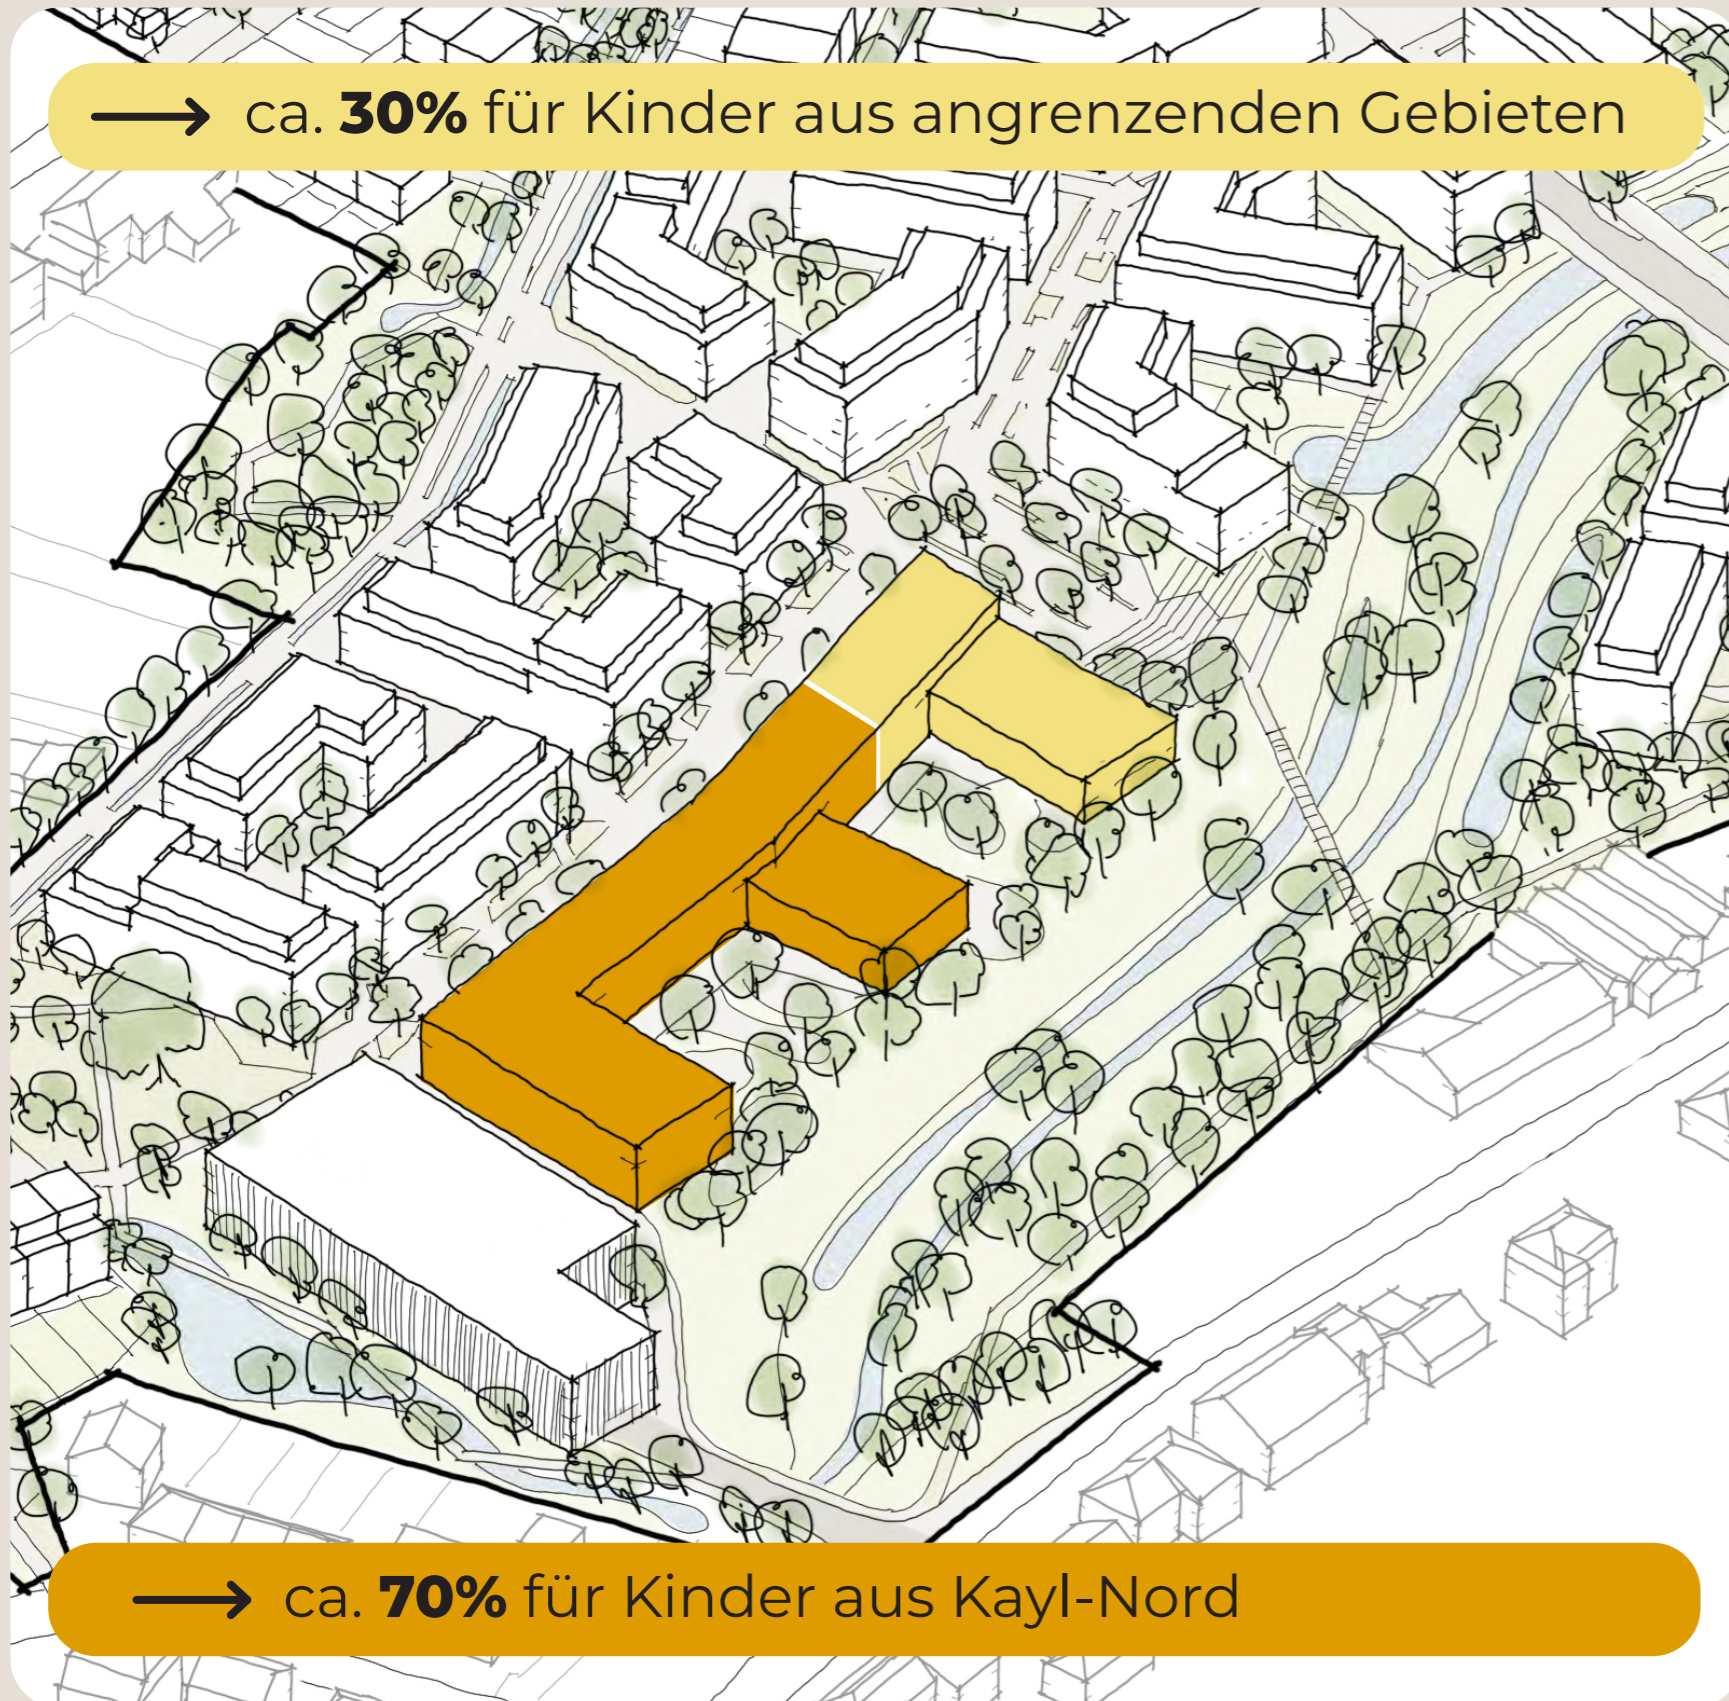 ca. 30% für Kinder aus angrenzenden Gebieten
ca. 70% für Kinder aus Kayl-Nord